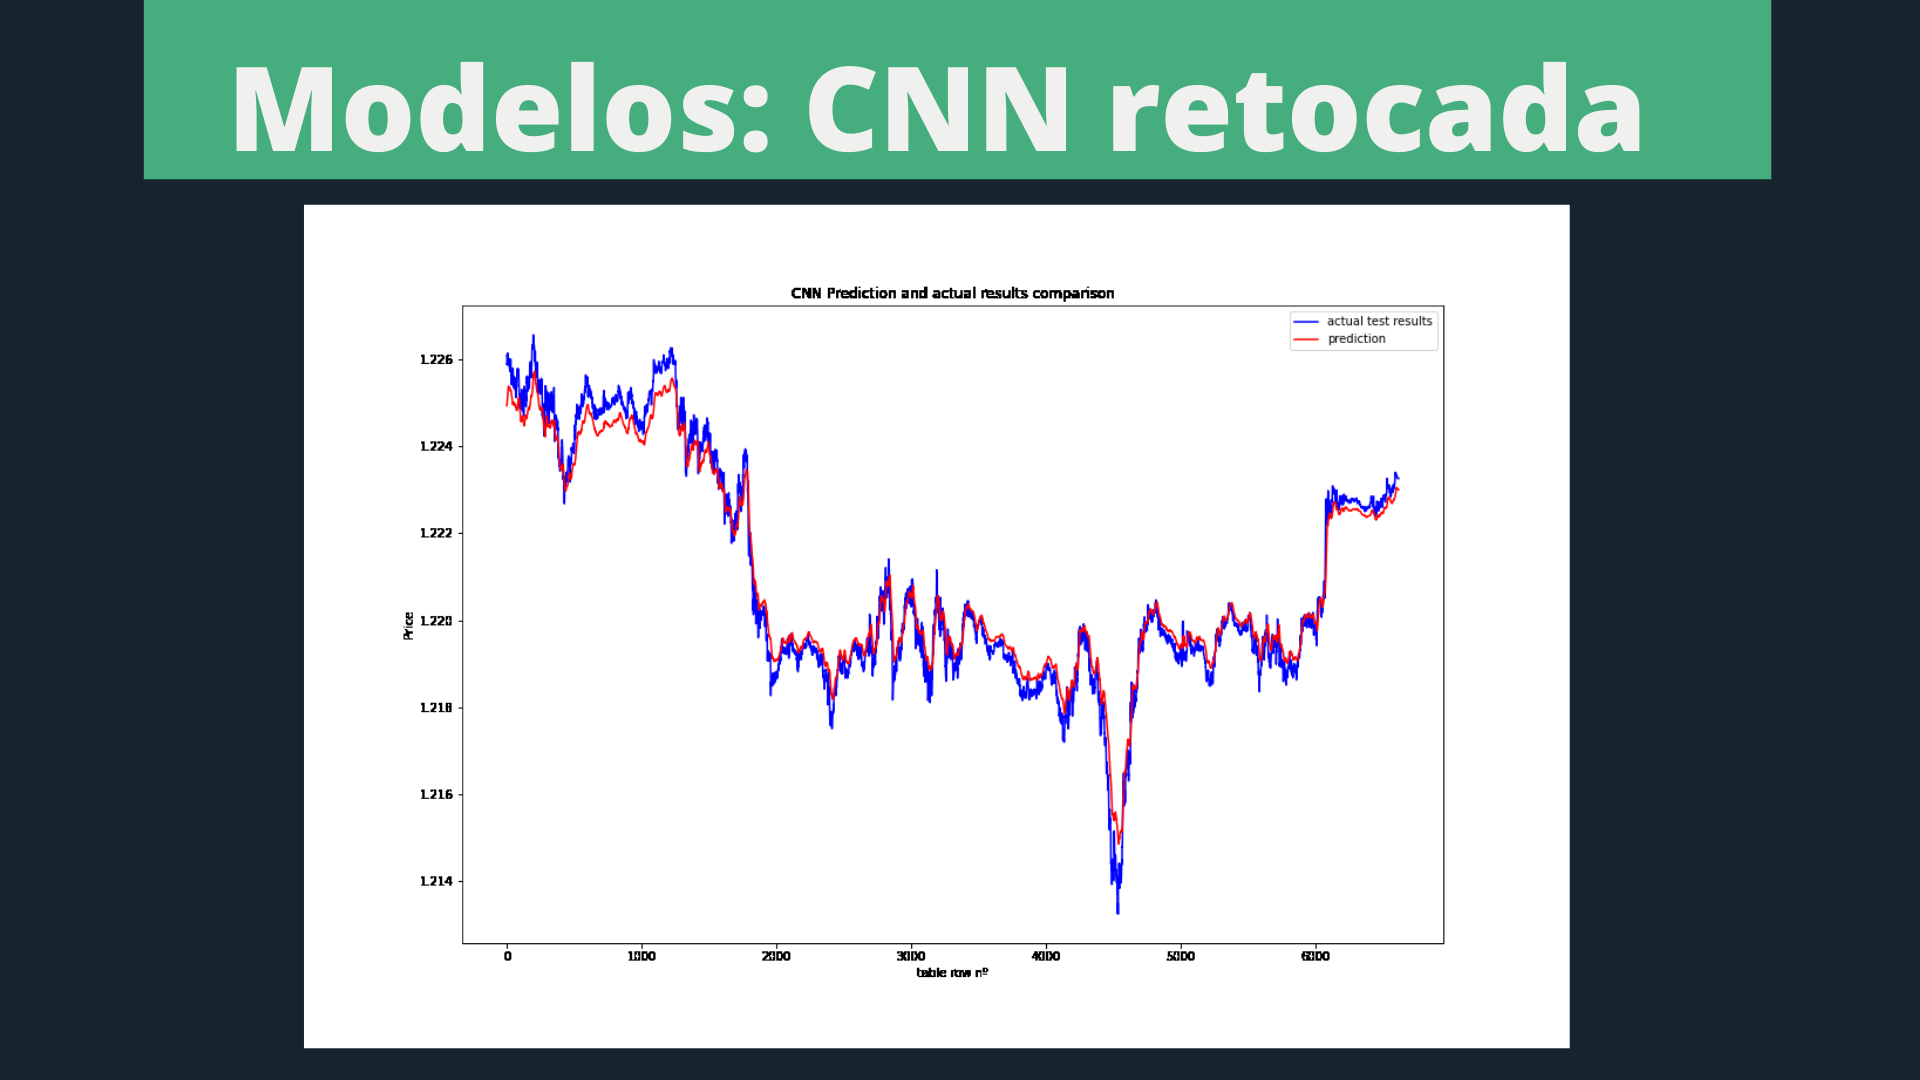 Modelos: CNN retocada
CNN Prediction and actual results comparison
actual test results
prediction
1.226
1.224
1.222
1.220
1.218
1.216
1.214
Price
0 1000 2000 3000 4000 5000 6000
table row nº